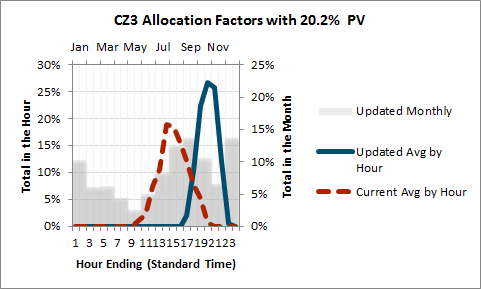 CZ3 Allocation Factors with 20.2% PV
Jan Mar May Jul Sep Nov
30% 25%
25% 20%
20% 15%
15% 10%
10% 5%
5% 0%
0%
Total in the Hour
Total in the Month
1 3 5 7 9 11 13 15 17 19 21 23
Hour Ending (Standard Time)
Updated Monthly
Updated Avg by
Hour
Current Avg by Hour